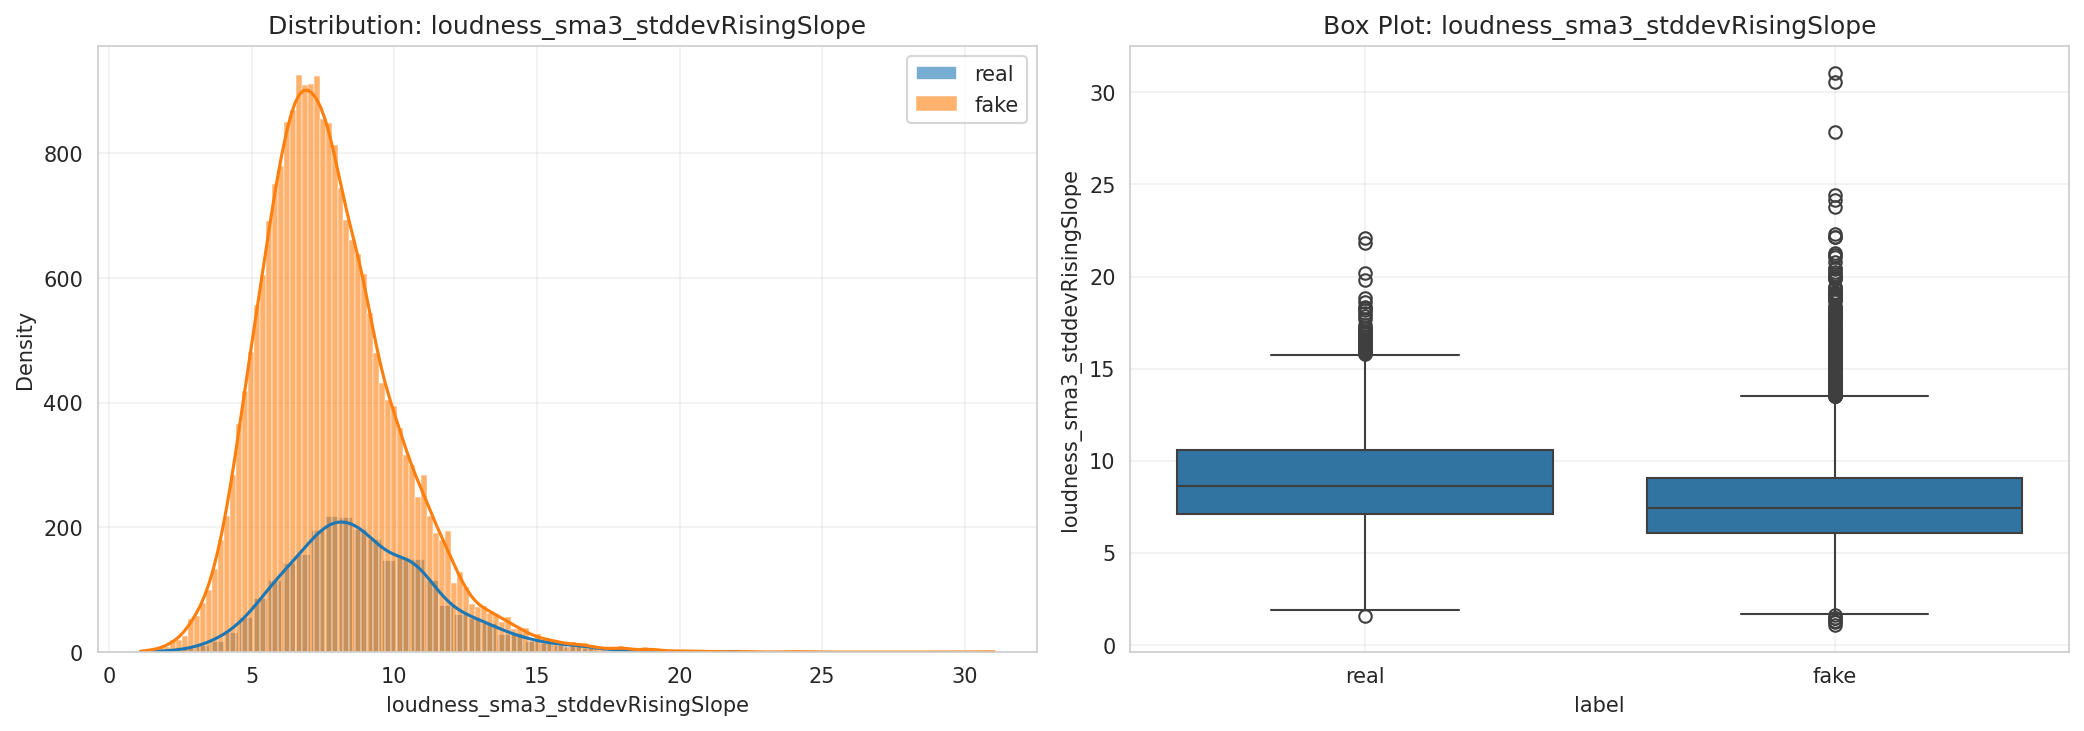 Distribution: loudness_sma3_stddevRisingSlope
real
fake
Density
800
600
400
200
0
0 5 10 15 20 25 30
loudness_sma3_stddevRisingSlope
Box Plot: loudness_sma3_stddevRisingSlope
loudness_sma3_stddevRisingSlope
30
25
20
15
10
5
0
real fake
label